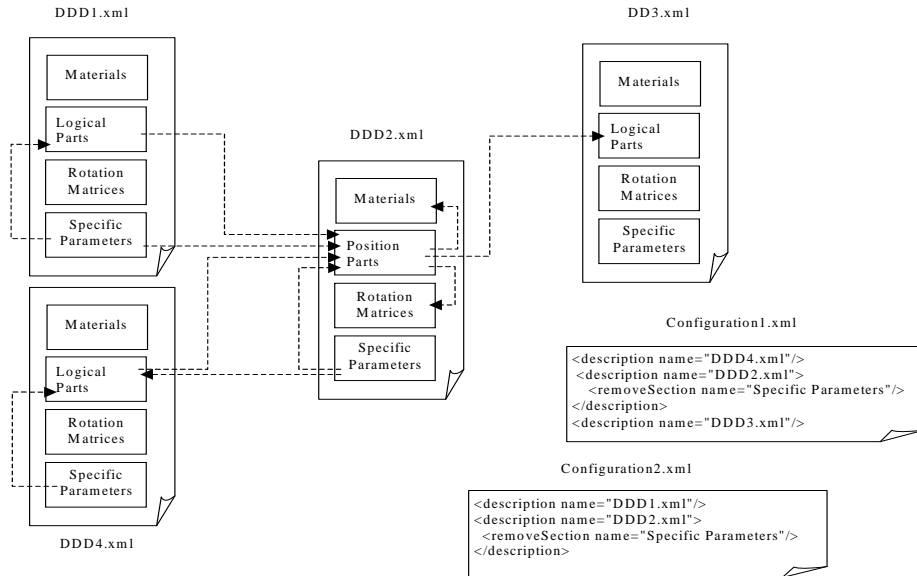 DDD1.xml
Materials
Logical
Parts
Rotation
Matrices
Specific
Parameters
DDD2.xml
Materials
Position
Parts
Rotation
Matrices
Specific
Parameters
DD3.xml
Materials
Logical
Parts
Rotation
Matrices
Specific
Parameters
Materials
Logical
Parts
Rotation
Matrices
Specific
Parameters
DDD4.xml
Configuration1.xml
<description name="DDD4.xml"/>
<description name="DDD2.xml">
<removeSection name="Specific Parameters"/>
</description>
<description name="DDD3.xml"/>
Configuration2.xml
<description name="DDD1.xml"/>
<description name="DDD2.xml">
<removeSection name="Specific Parameters"/>
</description>